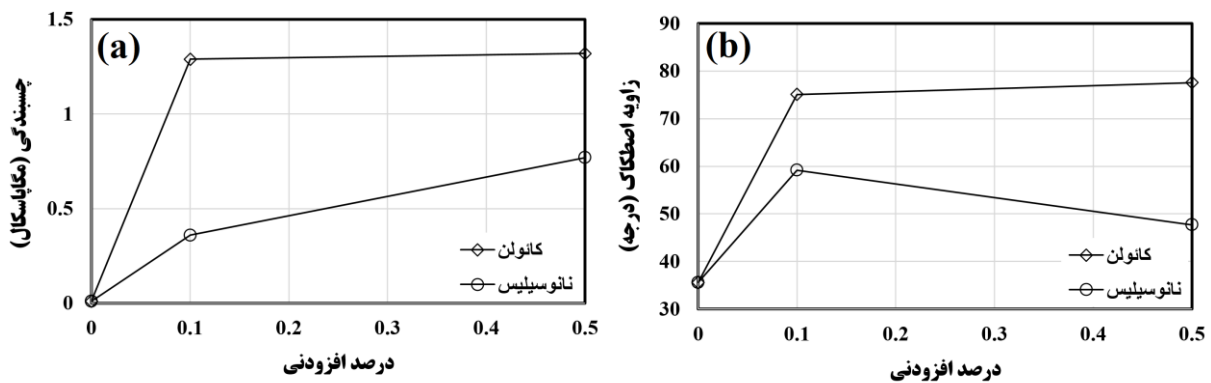 (a)
چسبندگی (مگاپاسکال)
1.5
1
0.5
0
0
0.1
0.2
0.3
0.4
0.5
درصد افزودنی
کائولن
نانوسیلیس
(b)
زاویه اصطکاک (درجه)
90
80
70
60
50
40
30
0
0.1
0.2
0.3
0.4
0.5
درصد افزودنی
کائولن
نانوسیلیس